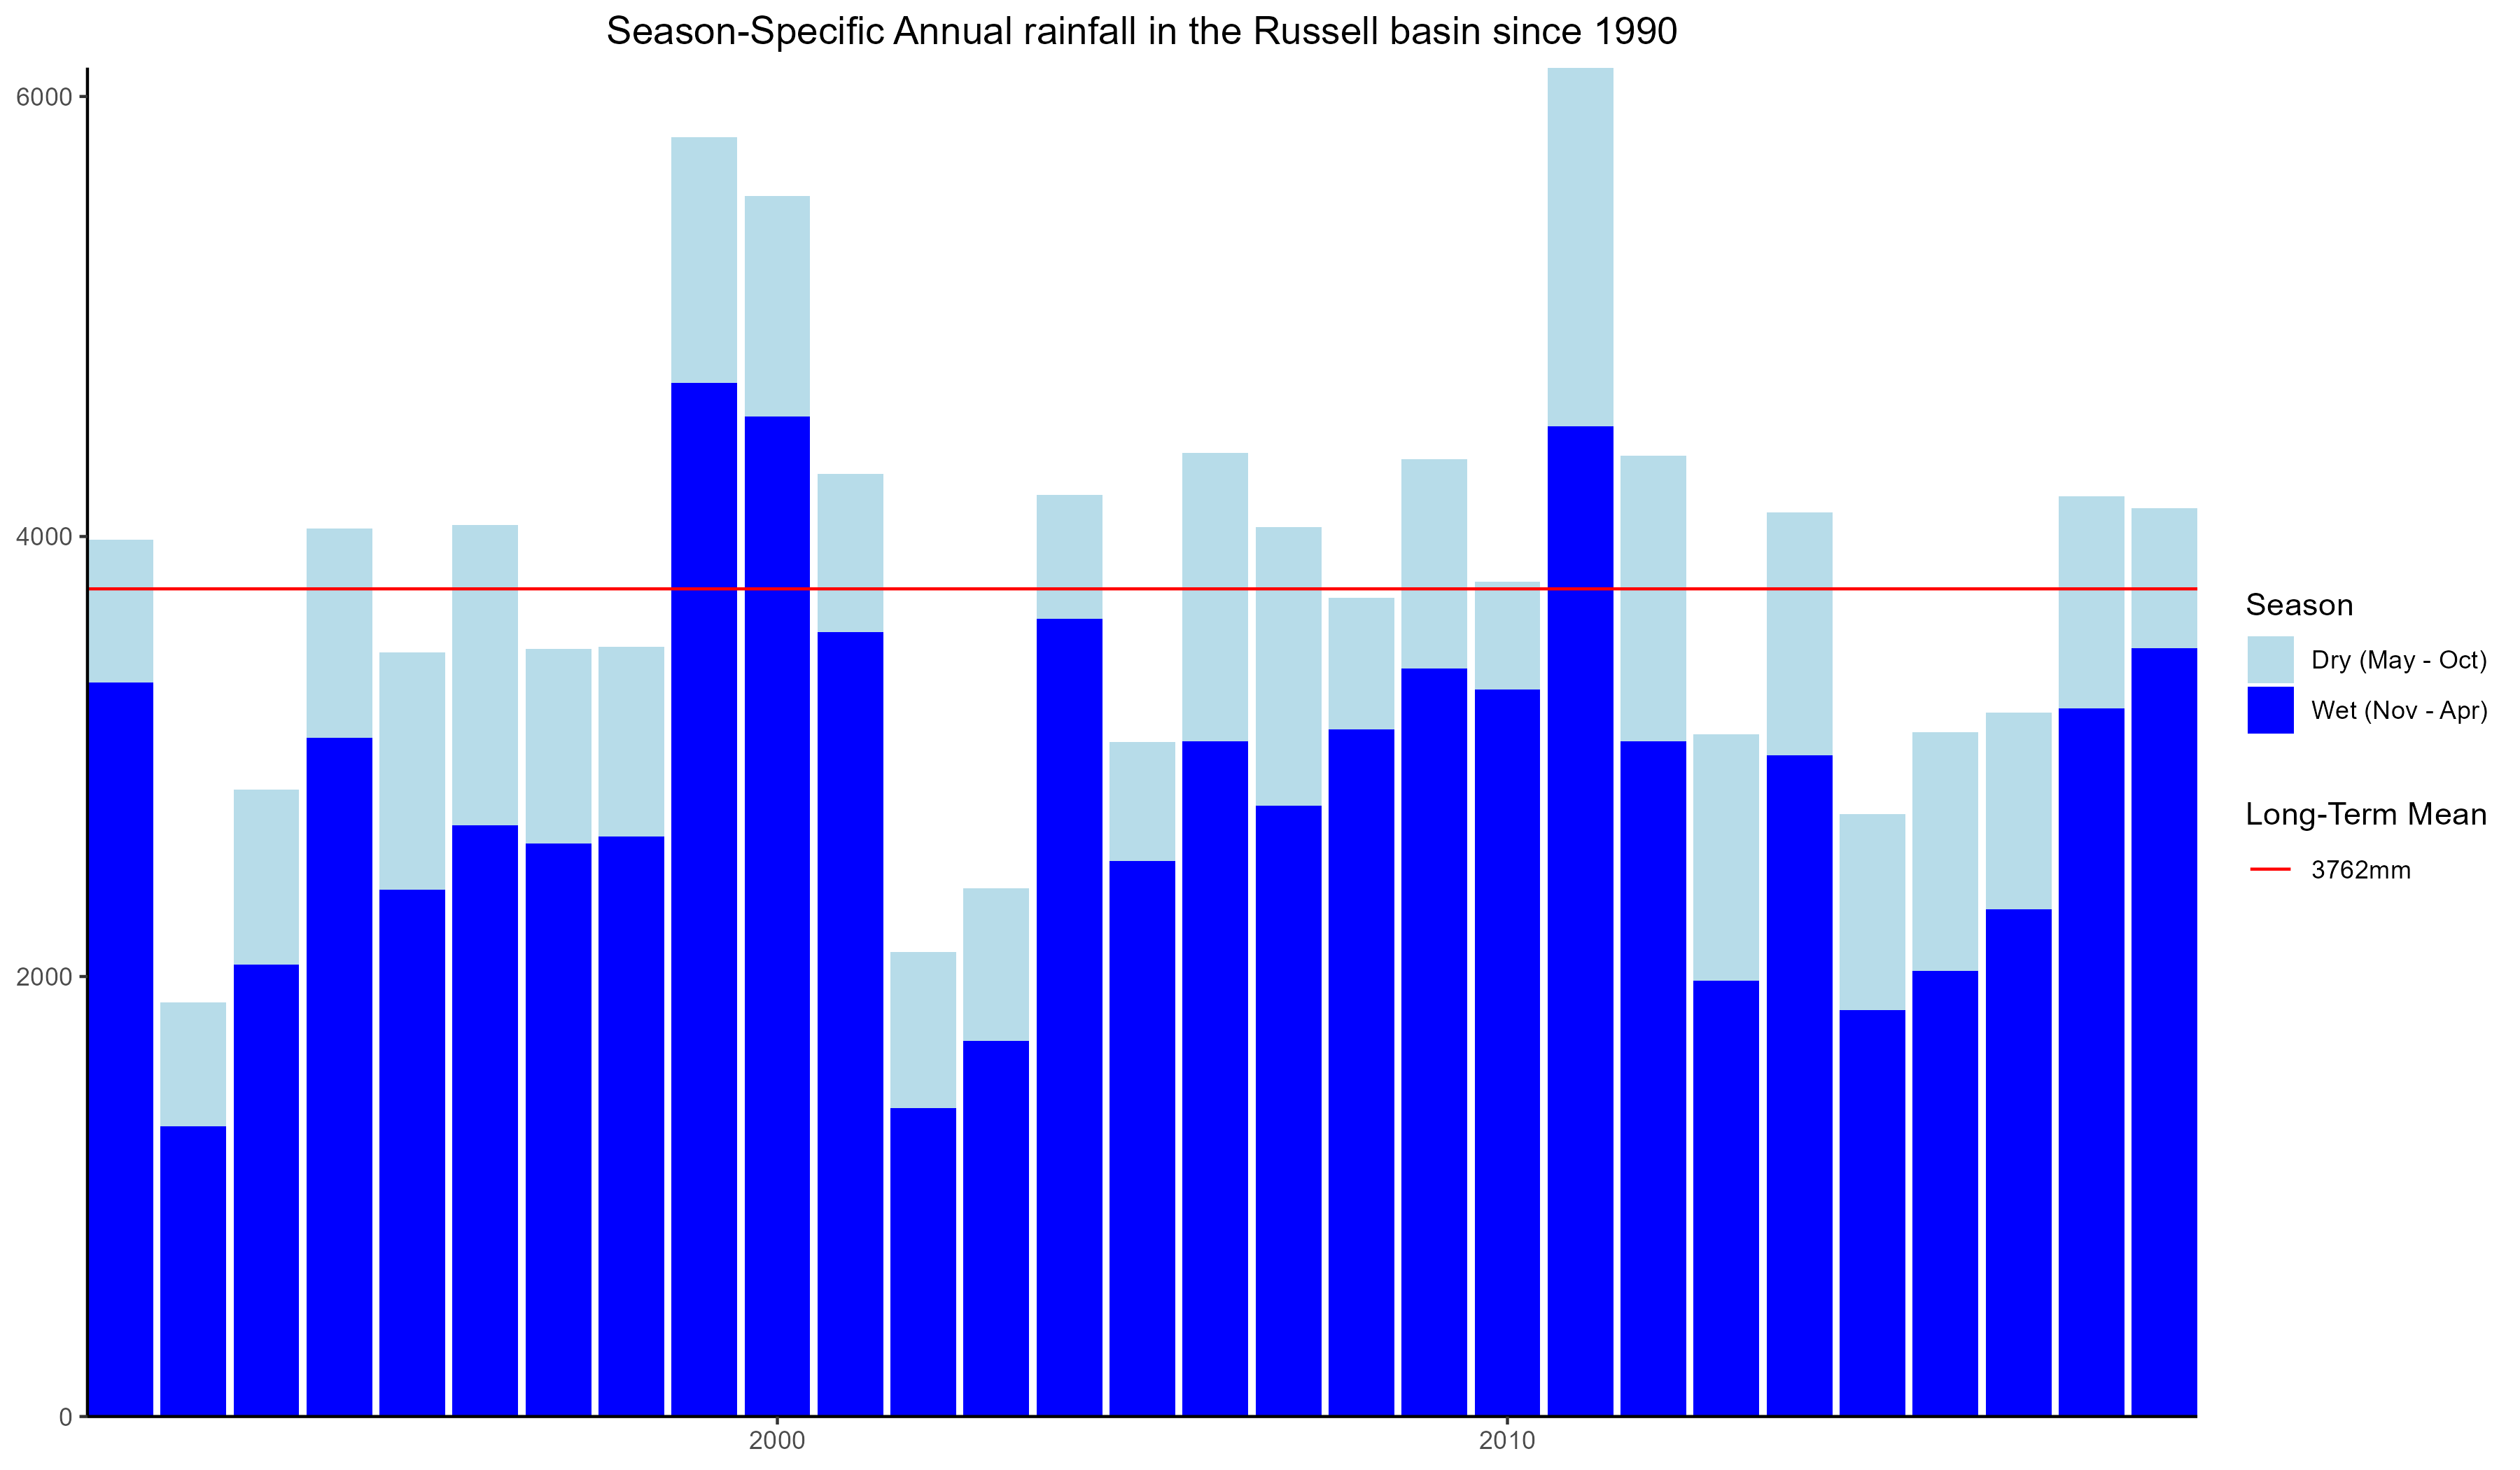 Season-Specific Annual rainfall in the Russell basin since 1990
6000
4000
2000
0
2000
2010
Season
Dry (May - Oct)
Wet (Nov - Apr)
Long-Term Mean
3762mm